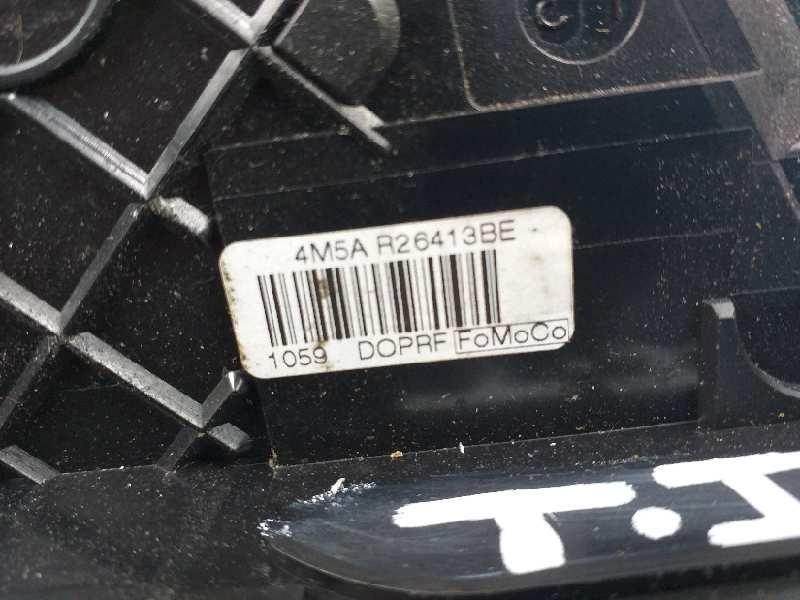 4M5A R26413BE
1059 DOPRF FoMoCo
T.I